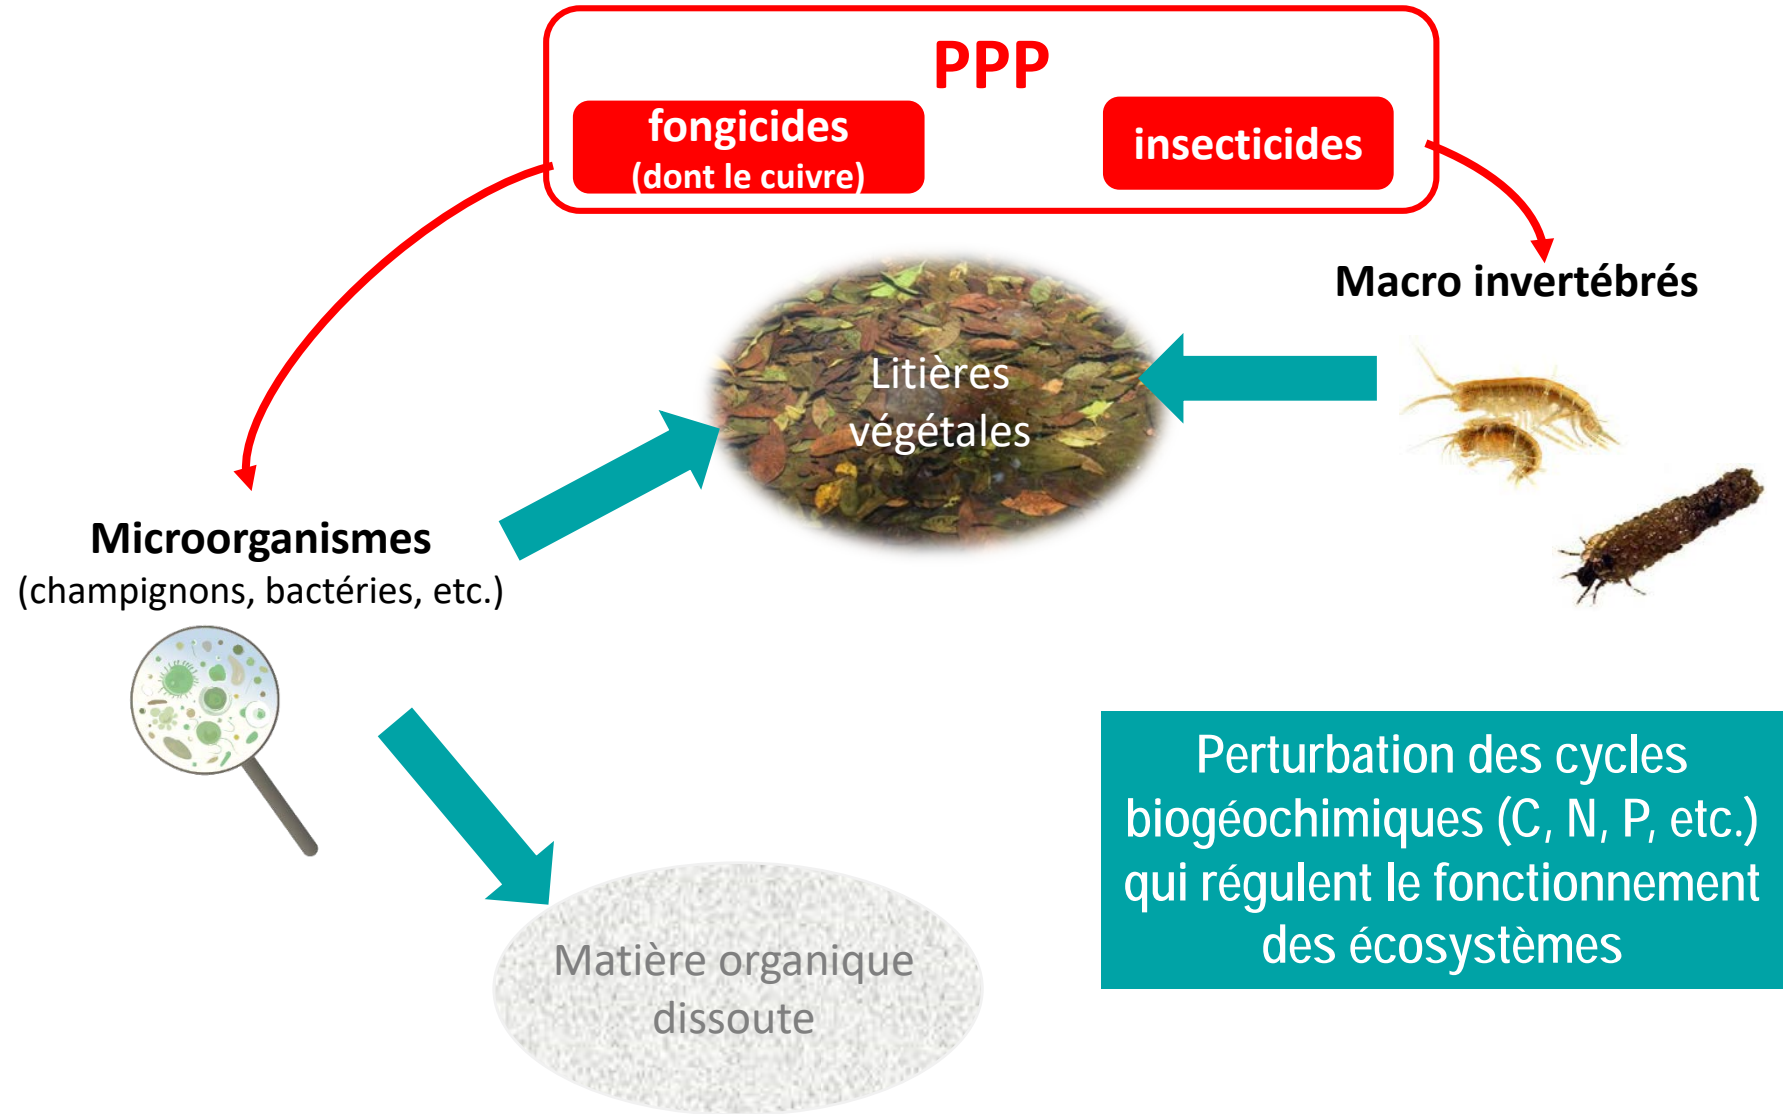 PPP
fongicides
(dont le cuivre)
insecticides
Macro invertébrés
Litières
végétales
Microorganismes
(champignons, bactéries, etc.)
Perturbation des cycles
biogéochimiques (C, N, P, etc.)
qui régulent le fonctionnement
des écosystèmes
Matière organique
dissoute